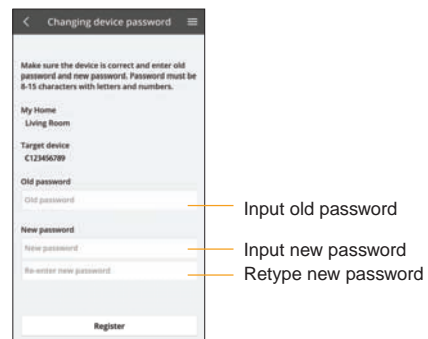 Changing device password
Make sure the device is correct and enter old
password and new password. Password must be
8-15 characters with letters and numbers.
My Home
Living Room
Target device
C123456789
Old password
Old password
Input old password
New password
New password
Input new password
Re-enter new password
Retype new password
Register